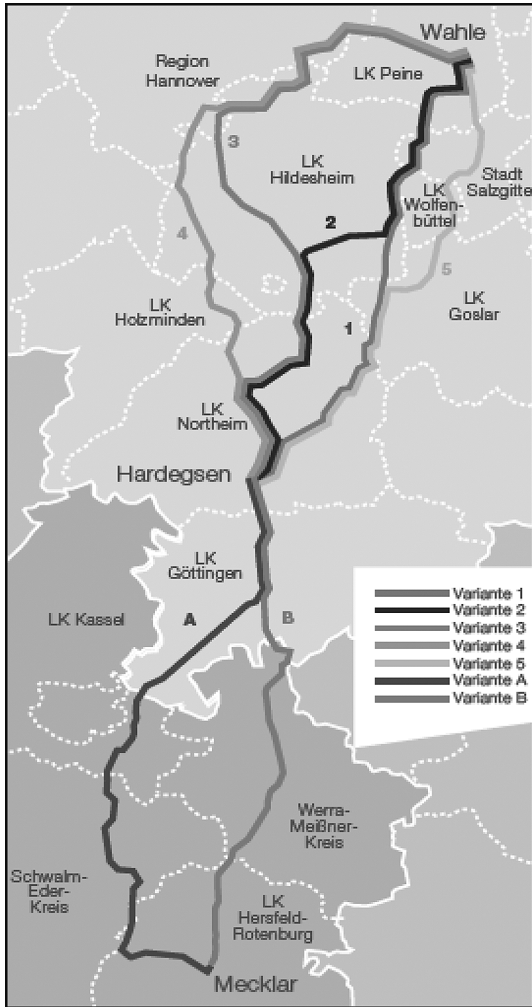 Wahle
Region
Hannover
LK Peine
3
LK
Hildesheim
LK
Wolfen-
büttel
Stadt
Salzgitter
2
4
5
LK
Holzminden
1
LK
Goslar
LK
Northeim
Hardegsen
LK
Göttingen
LK Kassel
A
B
Variante 1
Variante 2
Variante 3
Variante 4
Variante 5
Variante A
Variante B
Werra-
Meißner-
Kreis
Schwalm-
Eder-
Kreis
LK
Hersfeld-
Rotenburg
Mecklar